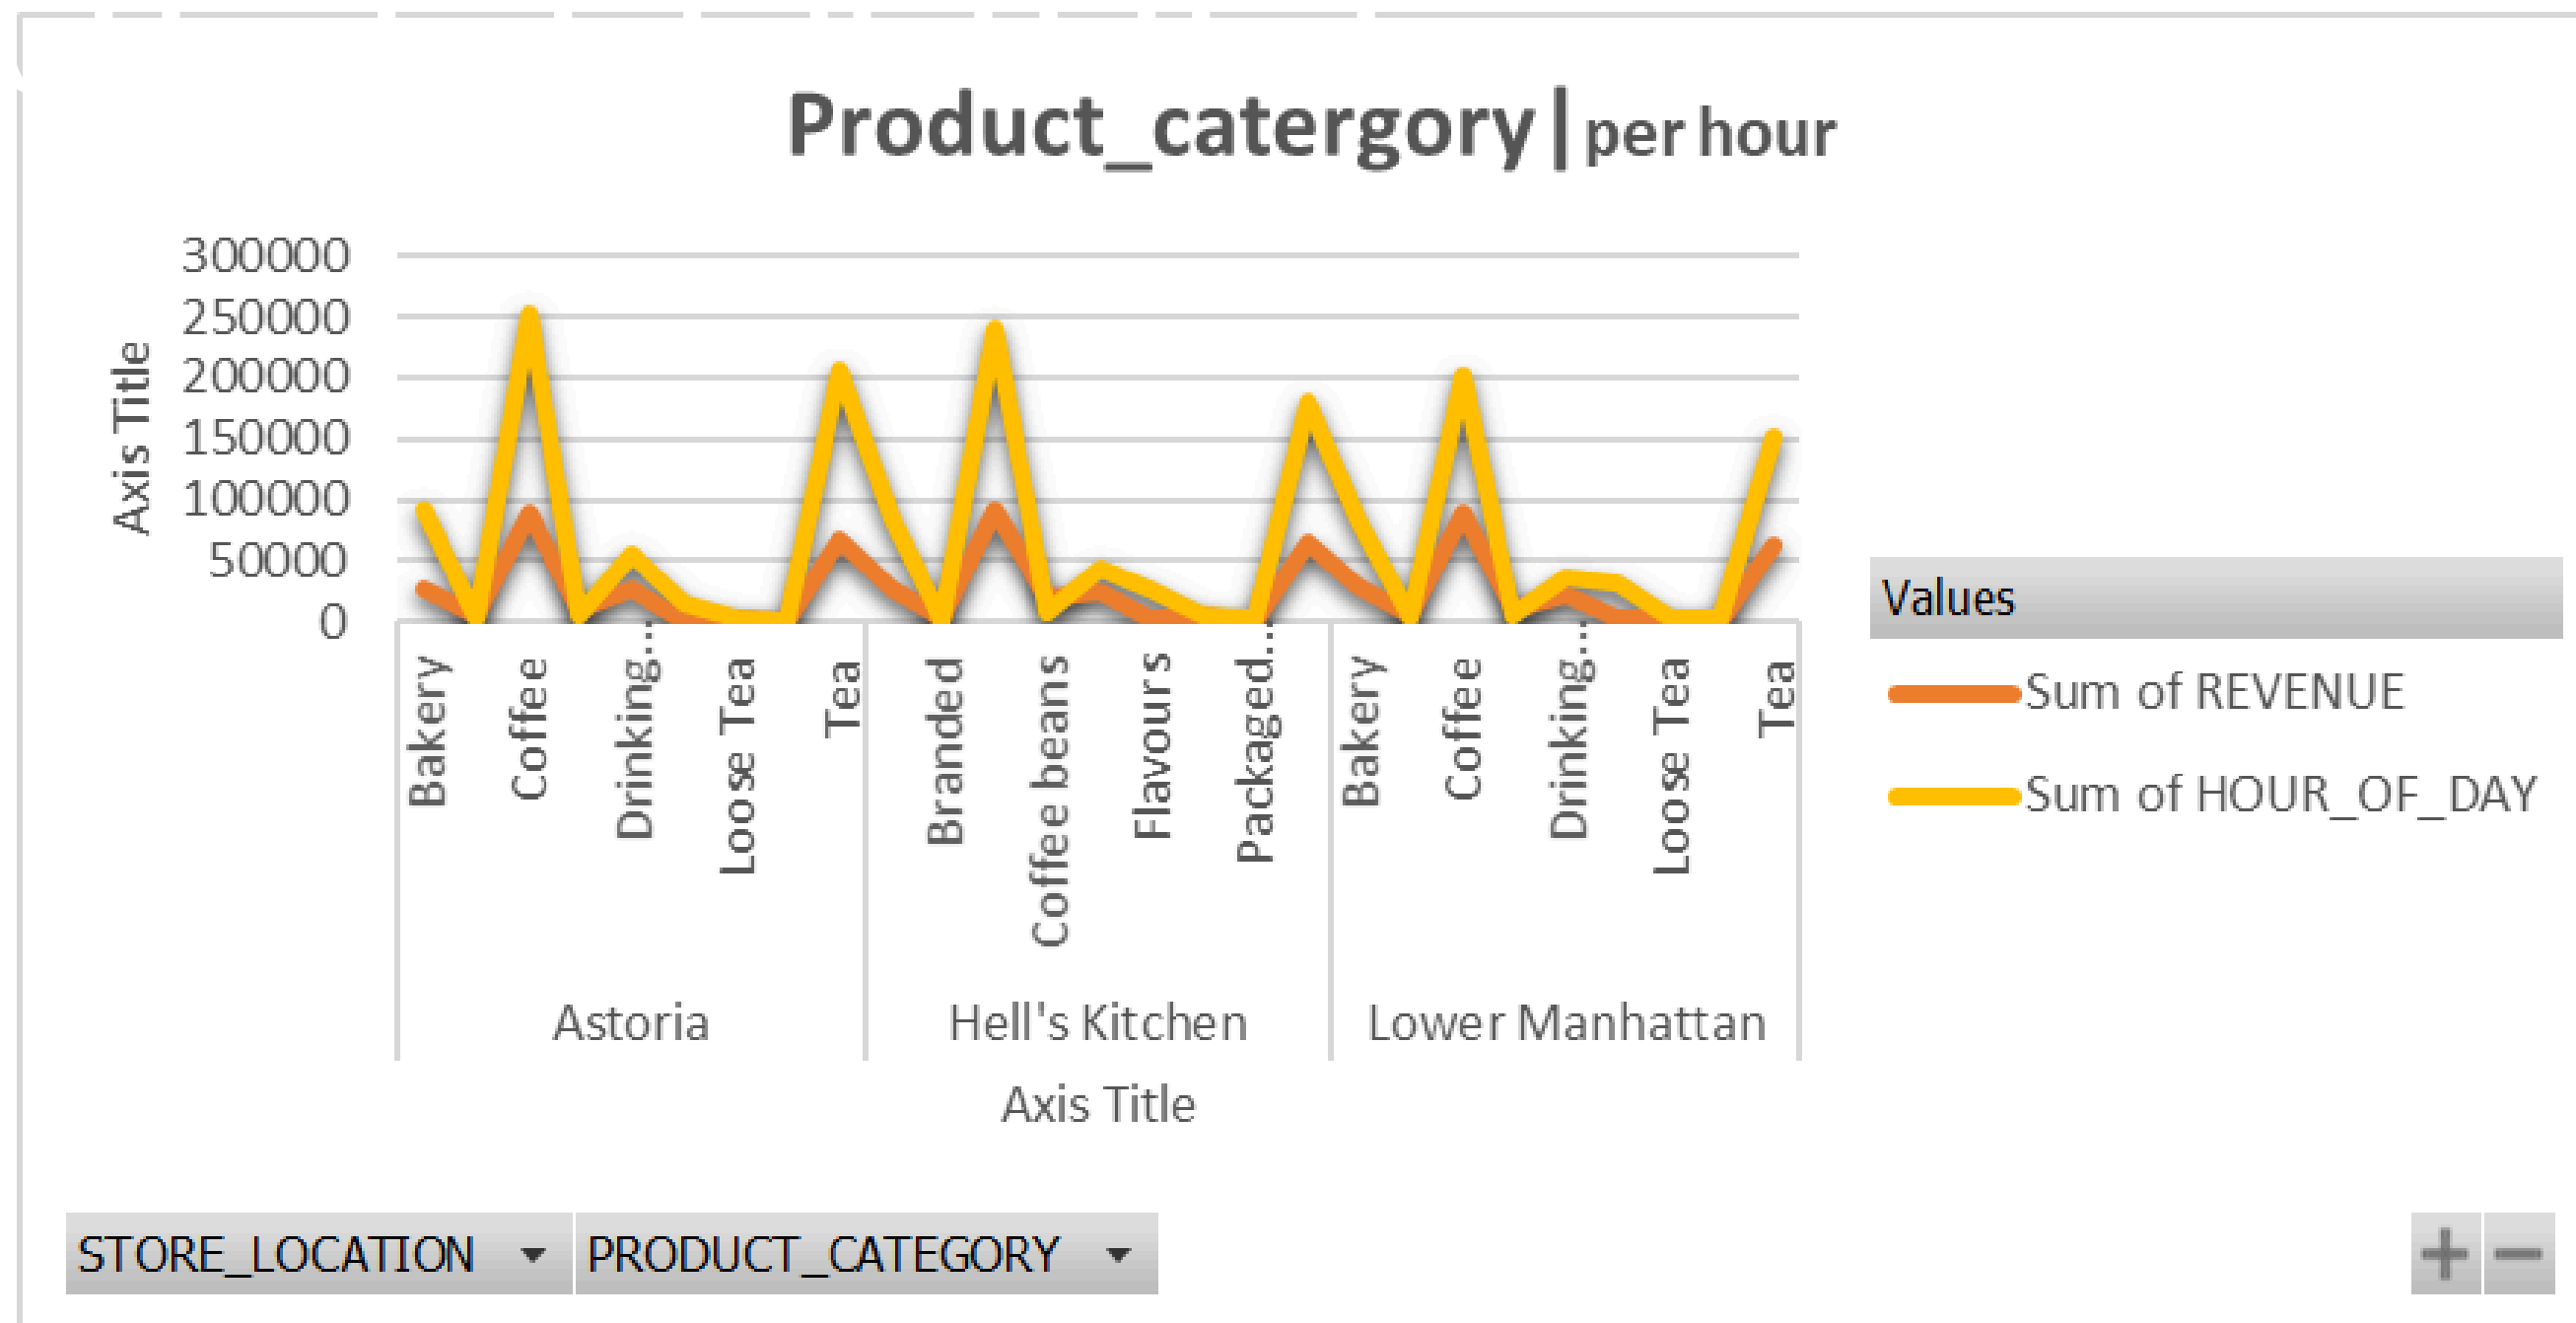 Product_catergory|per hour
300000
250000
200000
150000
100000
50000
0
Axis Title
Bakery
Coffee
Drinking...
Loose Tea
Tea
Branded
Coffee beans
Flavours
Packaged...
Bakery
Coffee
Drinking...
Loose Tea
Tea
Astoria
Hell's Kitchen
Lower Manhattan
Axis Title
Values
Sum of REVENUE
Sum of HOUR_OF_DAY
STORE_LOCATION
PRODUCT_CATEGORY